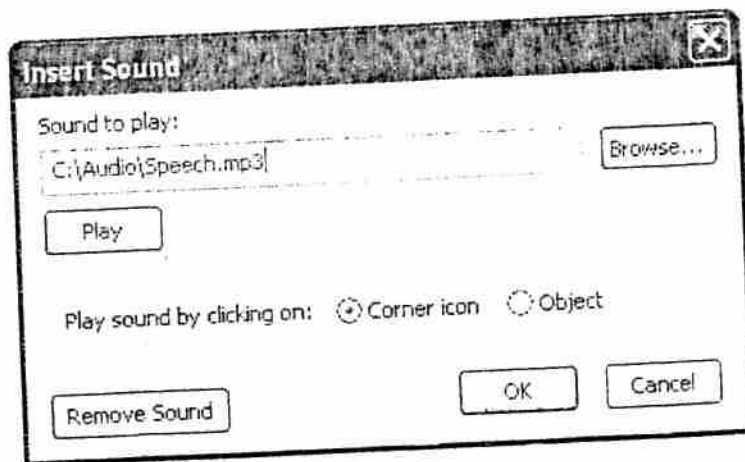 Insert Sound
Sound to play:
C:\Audio\Speech.mp3
Browse...
Play
Play sound by clicking on: Corner icon Object
Remove Sound
OK
Cancel